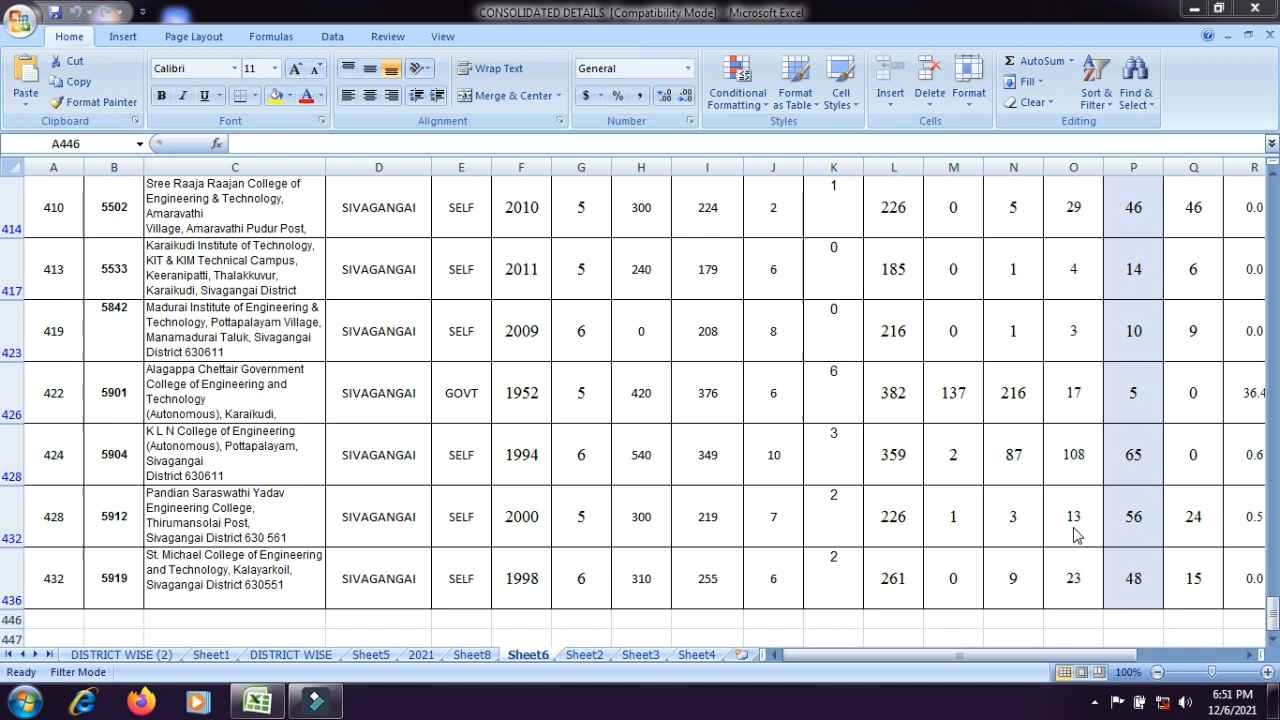 CONSOLIDATED DETAILS [Compatibility Mode] - Microsoft Excel
Home Insert Page Layout Formulas Data Review View
Paste Cut Copy Format Painter Clipboard
Calibri 11 A A B I U A Font
Wrap Text Merge & Center Alignment
General $ % , .0 .00 .00 .0 Number
Conditional Formatting Format as Table Cell Styles Styles
Insert Delete Format Cells
Σ AutoSum Fill Clear Sort & Filter Find & Select Editing
A446 fx
A B C D E F G H I J K L M N O P Q R
414 410 5502 Sree Raaja Raajan College of SIVAGANGAI SELF 2010 5 300 224 2 1 226 0 5 29 46 46 0.0
Engineering & Technology,
Amaravathi
Village, Amaravathi Pudur Post,
417 413 5533 Karaikudi Institute of Technology, SIVAGANGAI SELF 2011 5 240 179 6 0 185 0 1 4 14 6 0.0
KIT & KIM Technical Campus,
Keeranipatti, Thalakkuvur,
Karaikudi, Sivagangai District
423 419 5842 Madurai Institute of Engineering & SIVAGANGAI SELF 2009 6 0 208 8 0 216 0 1 3 10 9 0.0
Technology, Pottapalayam Village,
Manamadurai Taluk, Sivagangai
District 630611
426 422 5901 Alagappa Chettair Government SIVAGANGAI GOVT 1952 5 420 376 6 6 382 137 216 17 5 0 36.4
College of Engineering and
Technology
(Autonomous), Karaikudi,
428 424 5904 K L N College of Engineering SIVAGANGAI SELF 1994 6 540 349 10 3 359 2 87 108 65 0 0.6
(Autonomous), Pottapalayam,
Sivagangai
District 630611
432 428 5912 Pandian Saraswathi Yadav SIVAGANGAI SELF 2000 5 300 219 7 2 226 1 3 13 56 24 0.5
Engineering College,
Thirumansolai Post,
Sivagangai District 630 561
436 432 5919 St. Michael College of Engineering SIVAGANGAI SELF 1998 6 310 255 6 2 261 0 9 23 48 15 0.0
and Technology, Kalayarkoil,
Sivagangai District 630551
446
447
DISTRICT WISE (2) Sheet1 DISTRICT WISE Sheet5 2021 Sheet8 Sheet6 Sheet2 Sheet3 Sheet4
Ready Filter Mode 100%
6:51 PM
12/6/2021